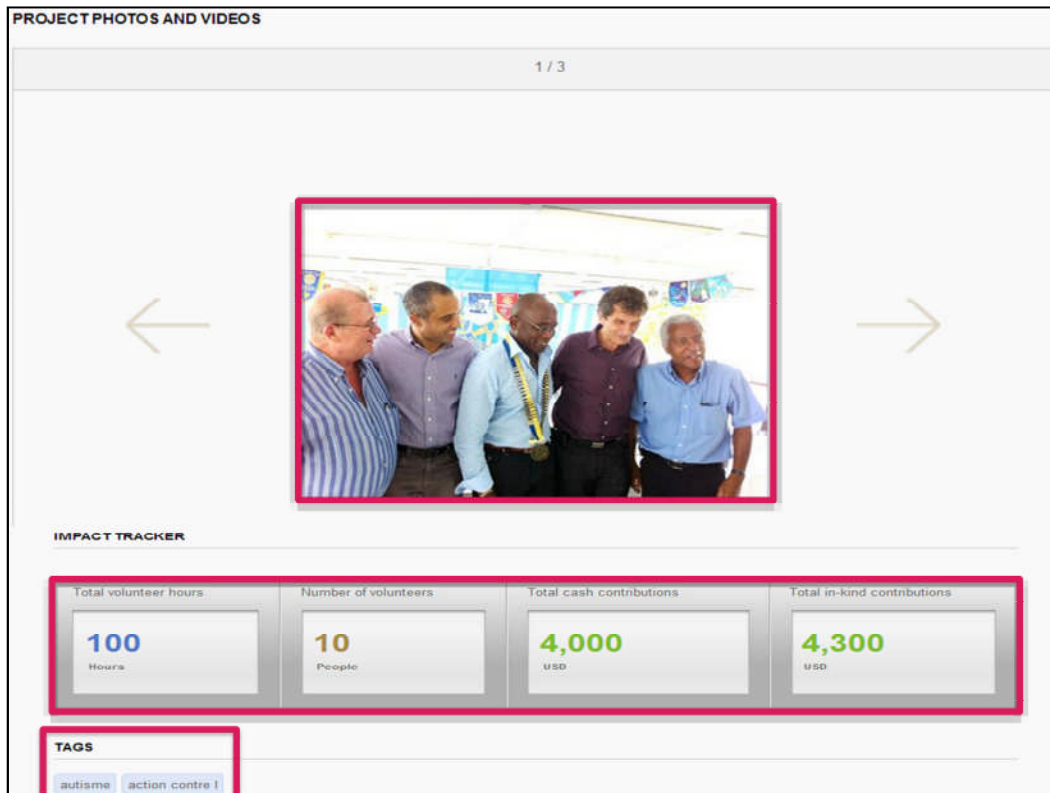 PROJECT PHOTOS AND VIDEOS
1 / 3
IMPACT TRACKER
Total volunteer hours Number of volunteers Total cash contributions Total in-kind contributions
100 10 4,000 4,300
Hours People USD USD
TAGS
autisme action contre l